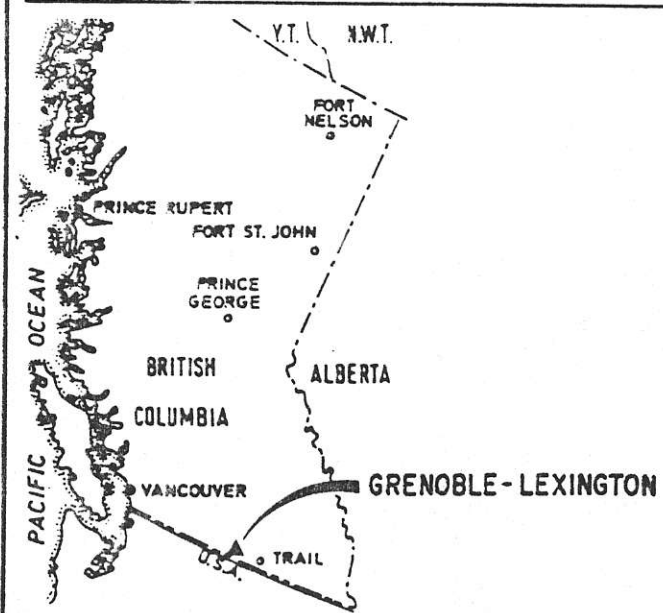 Y.T. N.W.T.
FORT
NELSON
PRINCE RUPERT
FORT ST. JOHN
PRINCE
GEORGE
PACIFIC OCEAN
BRITISH
COLUMBIA
ALBERTA
GRENOBLE - LEXINGTON
VANCOUVER
TRAIL
U.S.A.